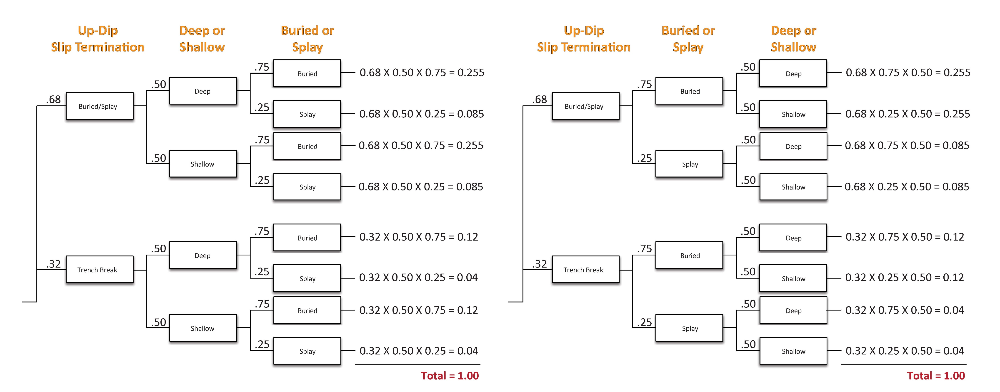 Up-Dip
Slip Termination
Deep or
Shallow
Buried or
Splay
.68
Buried/Splay
.50
Deep
.75
Buried
0.68 X 0.50 X 0.75 = 0.255
.25
Splay
0.68 X 0.50 X 0.25 = 0.085
.50
Shallow
.75
Buried
0.68 X 0.50 X 0.75 = 0.255
.25
Splay
0.68 X 0.50 X 0.25 = 0.085
.32
Trench Break
.50
Deep
.75
Buried
0.32 X 0.50 X 0.75 = 0.12
.25
Splay
0.32 X 0.50 X 0.25 = 0.04
.50
Shallow
.75
Buried
0.32 X 0.50 X 0.75 = 0.12
.25
Splay
0.32 X 0.50 X 0.25 = 0.04
Total = 1.00
Up-Dip
Slip Termination
Buried or
Splay
Deep or
Shallow
.68
Buried/Splay
.75
Buried
.50
Deep
0.68 X 0.75 X 0.50 = 0.255
.50
Shallow
0.68 X 0.25 X 0.50 = 0.255
.25
Splay
.50
Deep
0.68 X 0.75 X 0.50 = 0.085
.50
Shallow
0.68 X 0.25 X 0.50 = 0.085
.32
Trench Break
.75
Buried
.50
Deep
0.32 X 0.75 X 0.50 = 0.12
.50
Shallow
0.32 X 0.25 X 0.50 = 0.12
.25
Splay
.50
Deep
0.32 X 0.75 X 0.50 = 0.04
.50
Shallow
0.32 X 0.25 X 0.50 = 0.04
Total = 1.00